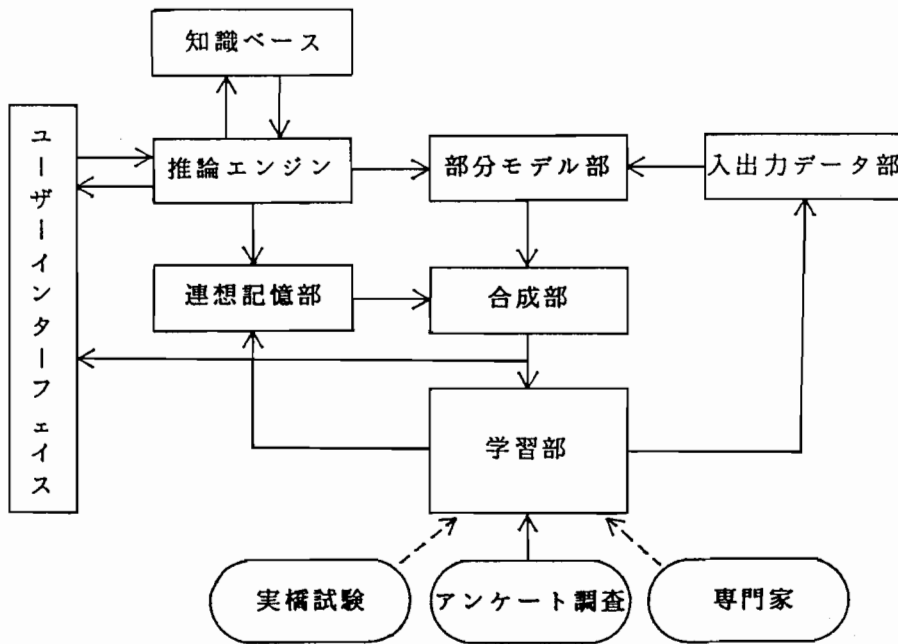 知識ベース
ユーザーインターフェイス
推論エンジン
部分モデル部
入出力データ部
連想記憶部
合成部
学習部
実橋試験
アンケート調査
専門家